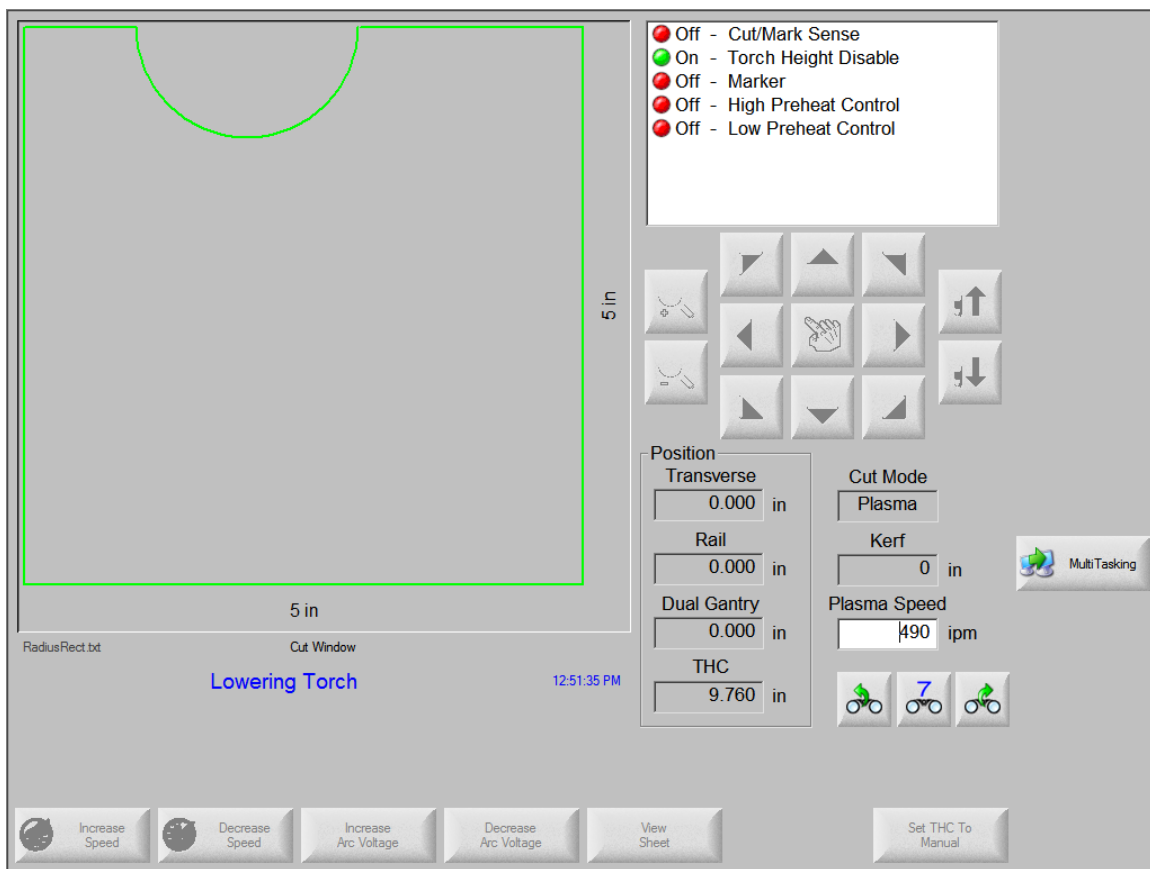 Off - Cut/Mark Sense
On - Torch Height Disable
Off - Marker
Off - High Preheat Control
Off - Low Preheat Control
5 in
5 in
RadiusRect.txt
Cut Window
Lowering Torch
12:51:35 PM
Position
Transverse
0.000 in
Rail
0.000 in
Dual Gantry
0.000 in
THC
9.760 in
Cut Mode
Plasma
Kerf
0 in
Plasma Speed
490 ipm
7
MultiTasking
Increase
Speed
Decrease
Speed
Increase
Arc Voltage
Decrease
Arc Voltage
View
Sheet
Set THC To
Manual